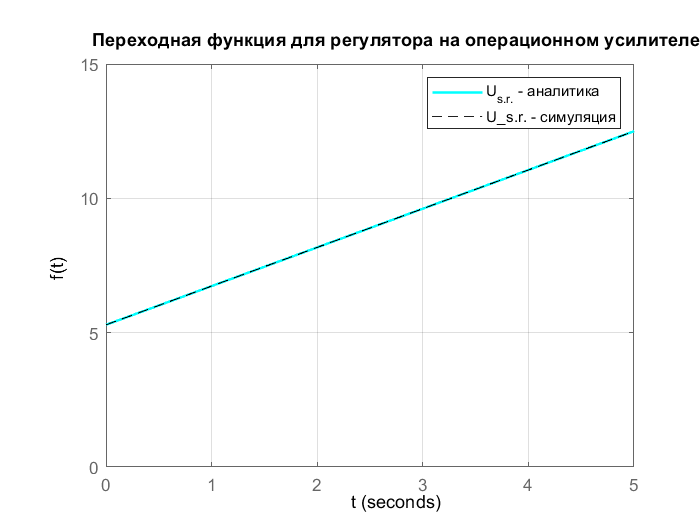 Переходная функция для регулятора на операционном усилителе
15
10
5
0
f(t)
U_s.r. - аналитика
U_s.r. - симуляция
0 1 2 3 4 5
t (seconds)